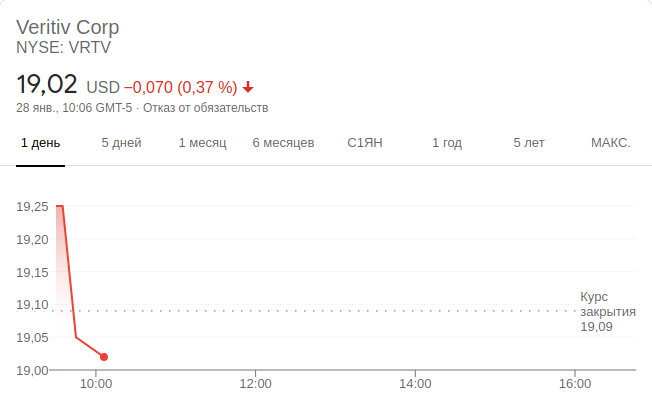 Veritiv Corp
NYSE: VRTV
19,02 USD −0,070 (0,37 %)
28 янв., 10:06 GMT-5 · Отказ от обязательств
1 день 5 дней 1 месяц 6 месяцев С1ЯН 1 год 5 лет МАКС.
19,25
19,20
19,15
19,10
19,05
19,00
Курс
закрытия
19,09
10:00 12:00 14:00 16:00